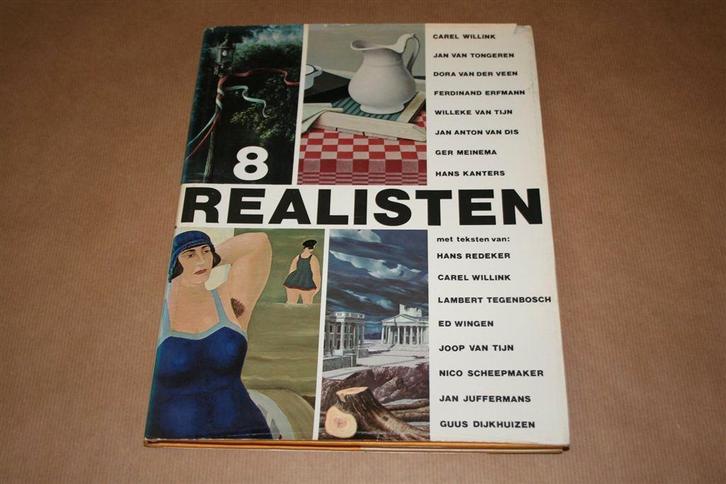 CAREL WILLINK
JAN VAN TONGEREN
DORA VAN DER VEEN
FERDINAND ERFMANN
WILLEKE VAN TIJN
JAN ANTON VAN DIS
GER MEINEMA
HANS KANTERS
8
REALISTEN
met teksten van:
HANS REDEKER
CAREL WILLINK
LAMBERT TEGENBOSCH
ED WINGEN
JOOP VAN TIJN
NICO SCHEEPMAKER
JAN JUFFERMANS
GUUS DIJKHUIZEN